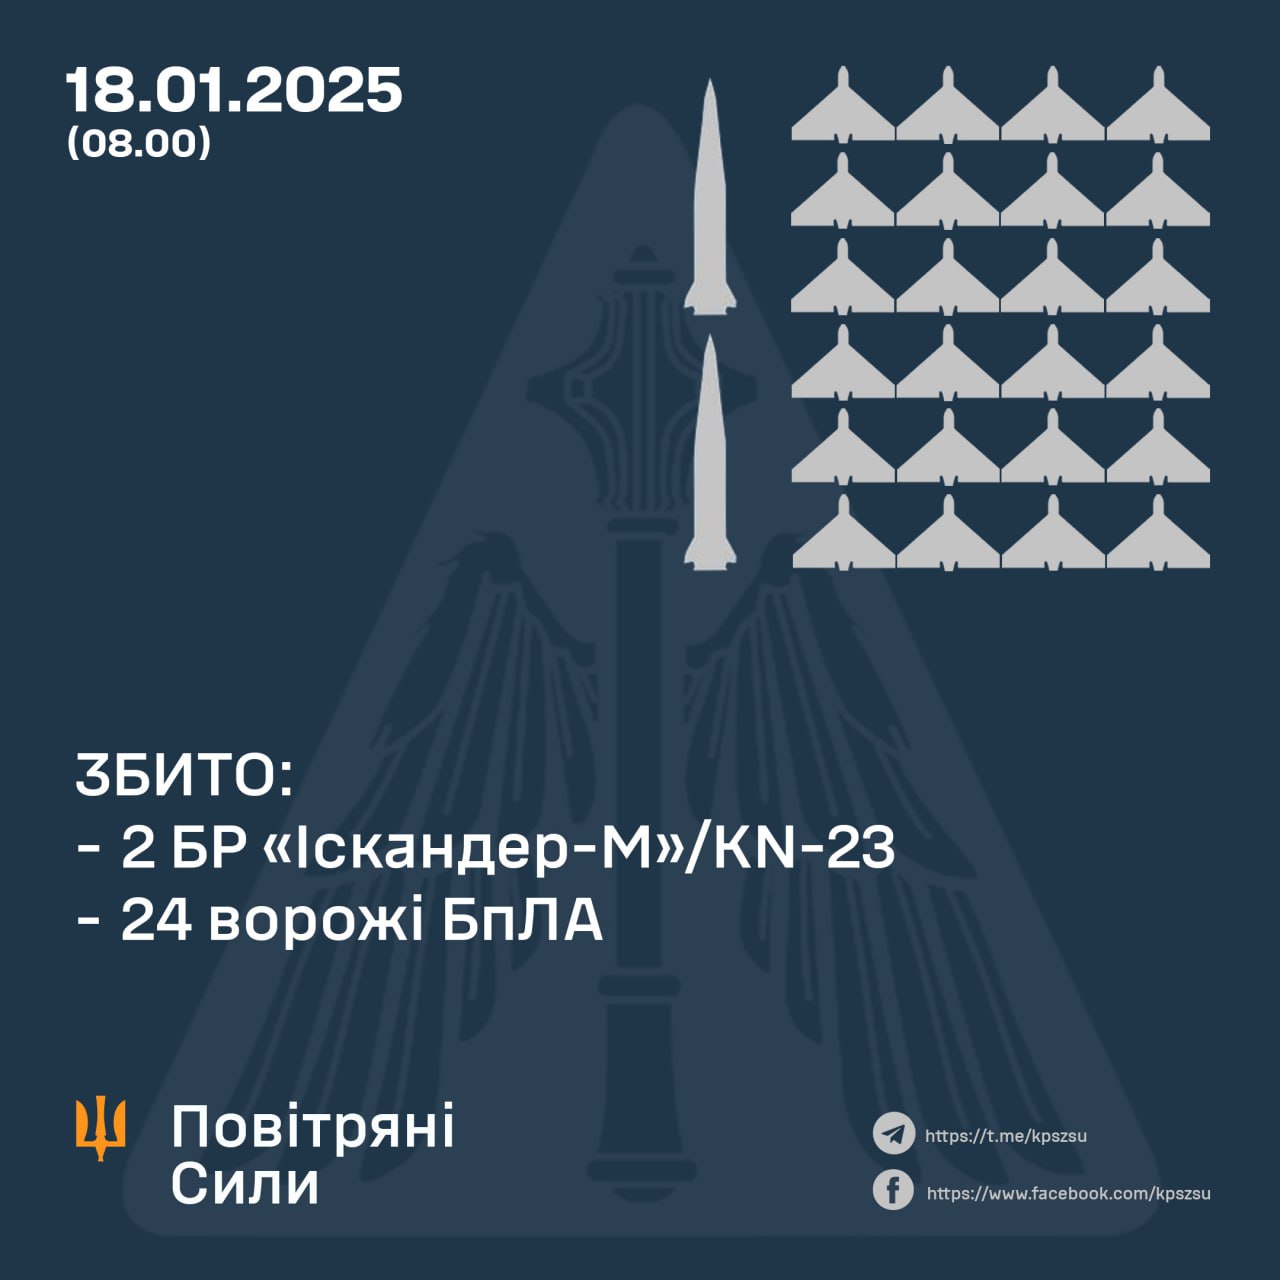 18.01.2025
(08.00)
ЗБИТО:
- 2 БР «Іскандер-М»/KN-23
- 24 ворожі БпЛА
Повітряні
Сили
https://t.me/kpszsu
https://www.facebook.com/kpszsu